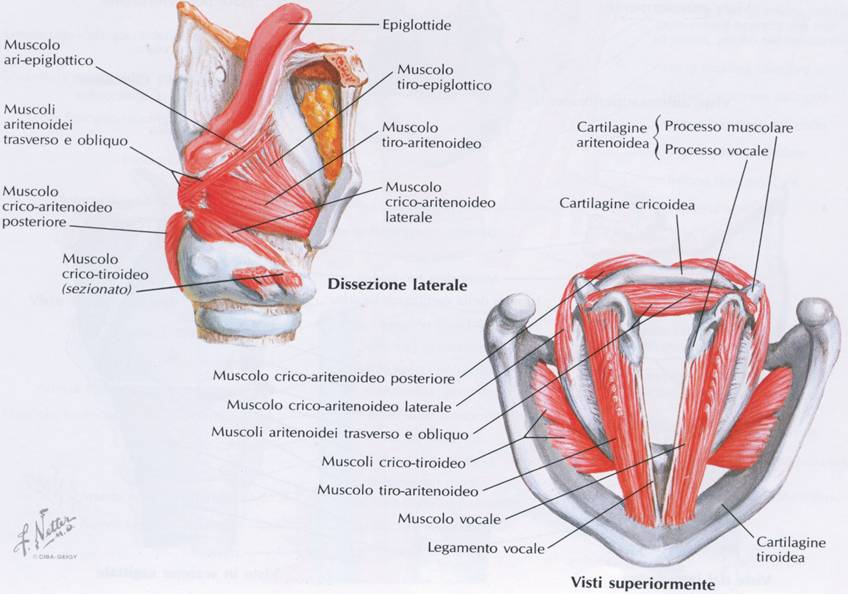 Epiglottide
Muscolo
ari-epiglottico
Muscolo
tiro-epiglottico
Muscoli
aritenoidei
trasverso e obliquo
Muscolo
tiro-aritenoideo
Muscolo
crico-aritenoideo
posteriore
Muscolo
crico-aritenoideo
laterale
Muscolo
crico-tiroideo
(sezionato)
Dissezione laterale
Cartilagine
aritenoidea
Processo muscolare
Processo vocale
Cartilagine cricoidea
Muscolo crico-aritenoideo posteriore
Muscolo crico-aritenoideo laterale
Muscoli aritenoidei trasverso e obliquo
Muscoli crico-tiroideo
Muscolo tiro-aritenoideo
Muscolo vocale
Legamento vocale
Cartilagine
tiroidea
Visti superiormente
F. Netter
M.D.
© CIBA-GEIGY